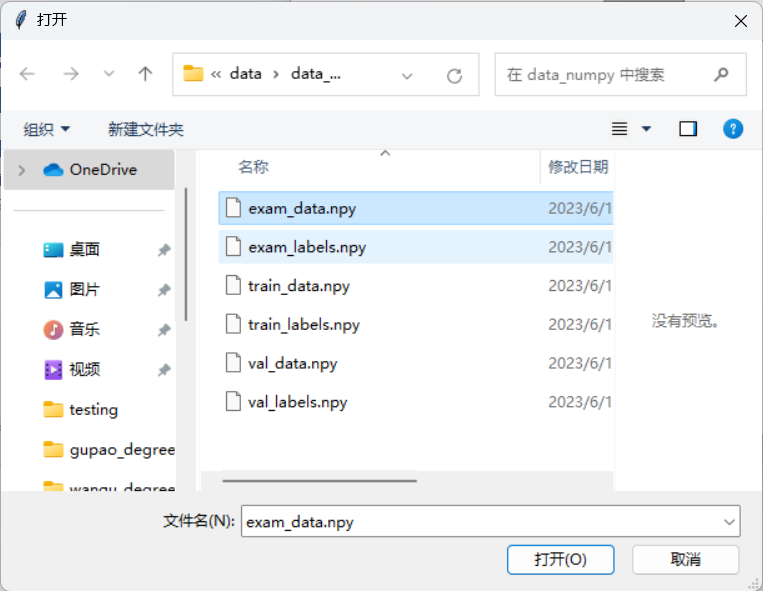 打开
« data › data_...
在 data_numpy 中搜索
组织
新建文件夹
OneDrive
桌面
图片
音乐
视频
testing
gupao_degree
wangu_degree
名称
修改日期
exam_data.npy
2023/6/1
exam_labels.npy
2023/6/1
train_data.npy
2023/6/1
train_labels.npy
2023/6/1
val_data.npy
2023/6/1
val_labels.npy
2023/6/1
没有预览。
文件名(N):
exam_data.npy
打开(O)
取消